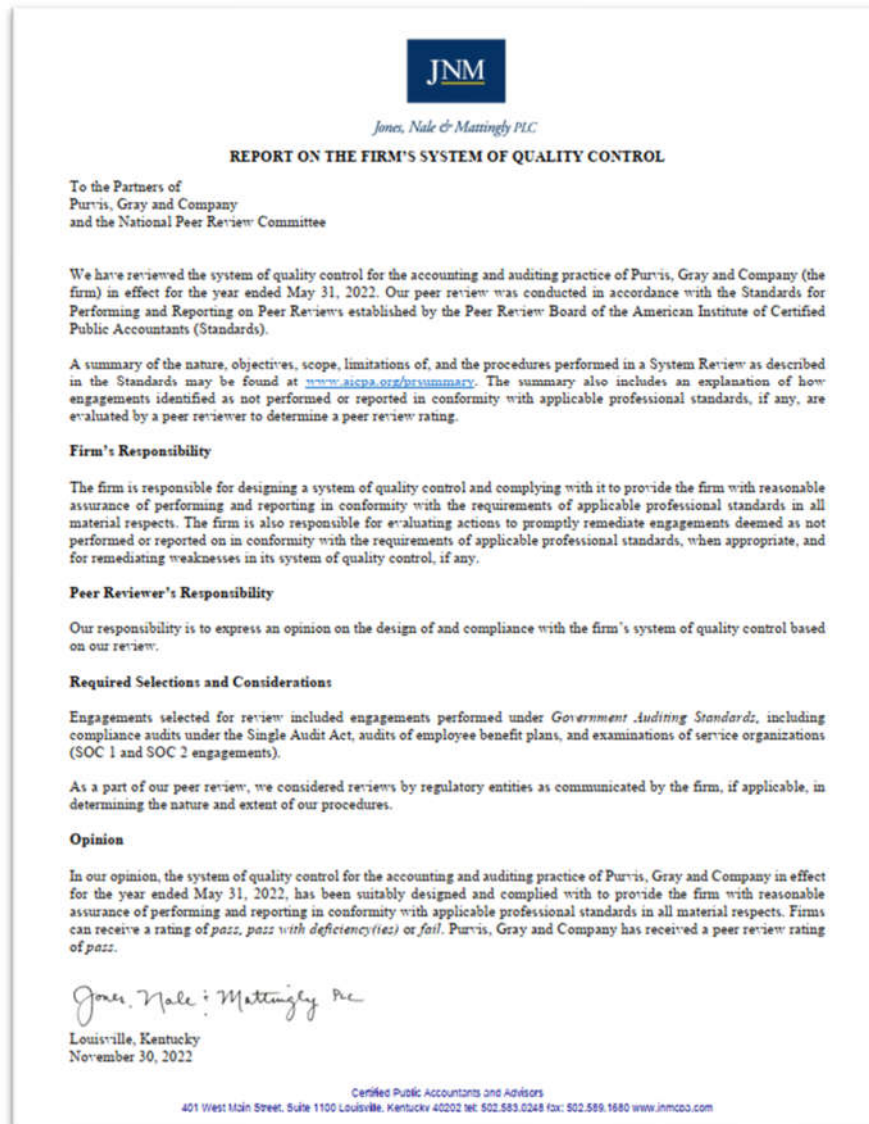 JNM
Jones, Nale & Mattingly PLC
REPORT ON THE FIRM'S SYSTEM OF QUALITY CONTROL
To the Partners of
Purvis, Gray and Company
and the National Peer Review Committee
We have reviewed the system of quality control for the accounting and auditing practice of Purvis, Gray and Company (the
firm) in effect for the year ended May 31, 2022. Our peer review was conducted in accordance with the Standards for
Performing and Reporting on Peer Reviews established by the Peer Review Board of the American Institute of Certified
Public Accountants (Standards).
A summary of the nature, objectives, scope, limitations of, and the procedures performed in a System Review as described
in the Standards may be found at www.aicpa.org/prsummary. The summary also includes an explanation of how
engagements identified as not performed or reported in conformity with applicable professional standards, if any, are
evaluated by a peer reviewer to determine a peer review rating.
Firm's Responsibility
The firm is responsible for designing a system of quality control and complying with it to provide the firm with reasonable
assurance of performing and reporting in conformity with the requirements of applicable professional standards in all
material respects. The firm is also responsible for evaluating actions to promptly remediate engagements deemed as not
performed or reported on in conformity with the requirements of applicable professional standards, when appropriate, and
for remediating weaknesses in its system of quality control, if any.
Peer Reviewer's Responsibility
Our responsibility is to express an opinion on the design of and compliance with the firm's system of quality control based
on our review.
Required Selections and Considerations
Engagements selected for review included engagements performed under Government Auditing Standards, including
compliance audits under the Single Audit Act, audits of employee benefit plans, and examinations of service organizations
(SOC 1 and SOC 2 engagements).
As a part of our peer review, we considered reviews by regulatory entities as communicated by the firm, if applicable, in
determining the nature and extent of our procedures.
Opinion
In our opinion, the system of quality control for the accounting and auditing practice of Purvis, Gray and Company in effect
for the year ended May 31, 2022, has been suitably designed and complied with to provide the firm with reasonable
assurance of performing and reporting in conformity with applicable professional standards in all material respects. Firms
can receive a rating of pass, pass with deficiency(ies) or fail. Purvis, Gray and Company has received a peer review rating
of pass.
Jones, Nale & Mattingly PLC
Louisville, Kentucky
November 30, 2022
Certified Public Accountants and Advisors
401 West Main Street, Suite 1100 Louisville, Kentucky 40202 tel: 502.583.0248 fax: 502.589.1680 www.jnmcpa.com